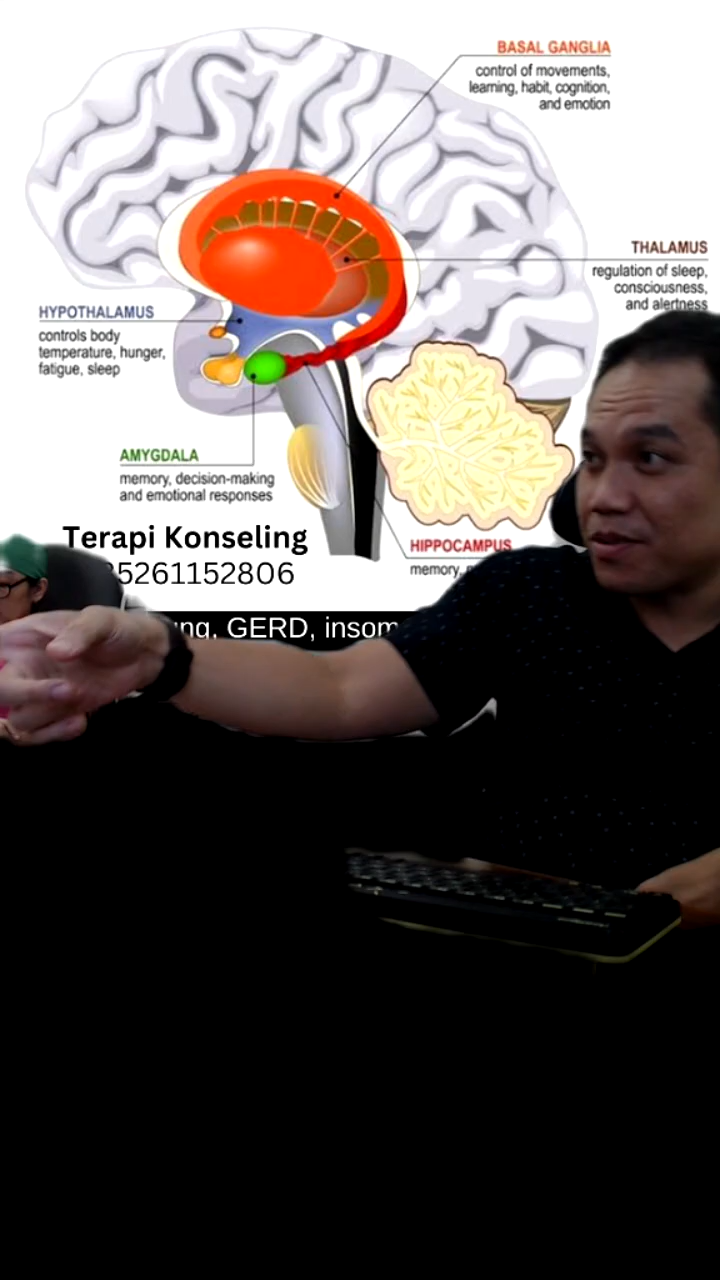 BASAL GANGLIA
control of movements,
learning, habit, cognition,
and emotion
THALAMUS
regulation of sleep,
consciousness,
and alertness
HYPOTHALAMUS
controls body
temperature, hunger,
fatigue, sleep
AMYGDALA
memory, decision-making
and emotional responses
Terapi Konseling
5261152806
HIPPOCAMPUS
memory,
GERD,